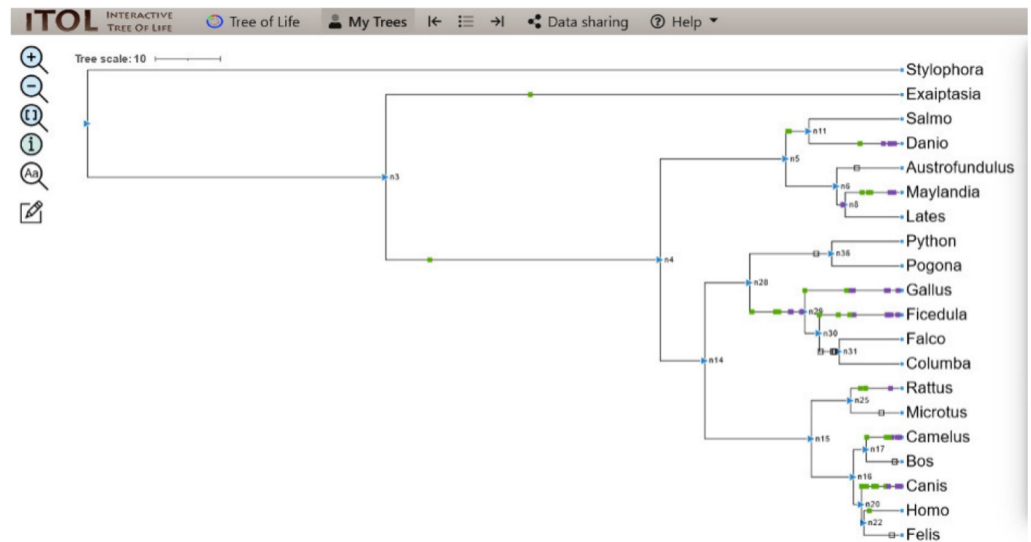 iTOL INTERACTIVE TREE OF LIFE Tree of Life My Trees Data sharing Help
Tree scale: 10
Aa
Stylophora
Exaiptasia
n3
Salmo
n11
Danio
n5
Austrofundulus
n6
Maylandia
n8
Lates
n4
Python
n36
Pogona
n28
Gallus
n29
Ficedula
n30
Falco
n31
Columba
n14
Rattus
n25
Microtus
n15
Camelus
n17
Bos
n16
Canis
n20
Homo
n22
Felis